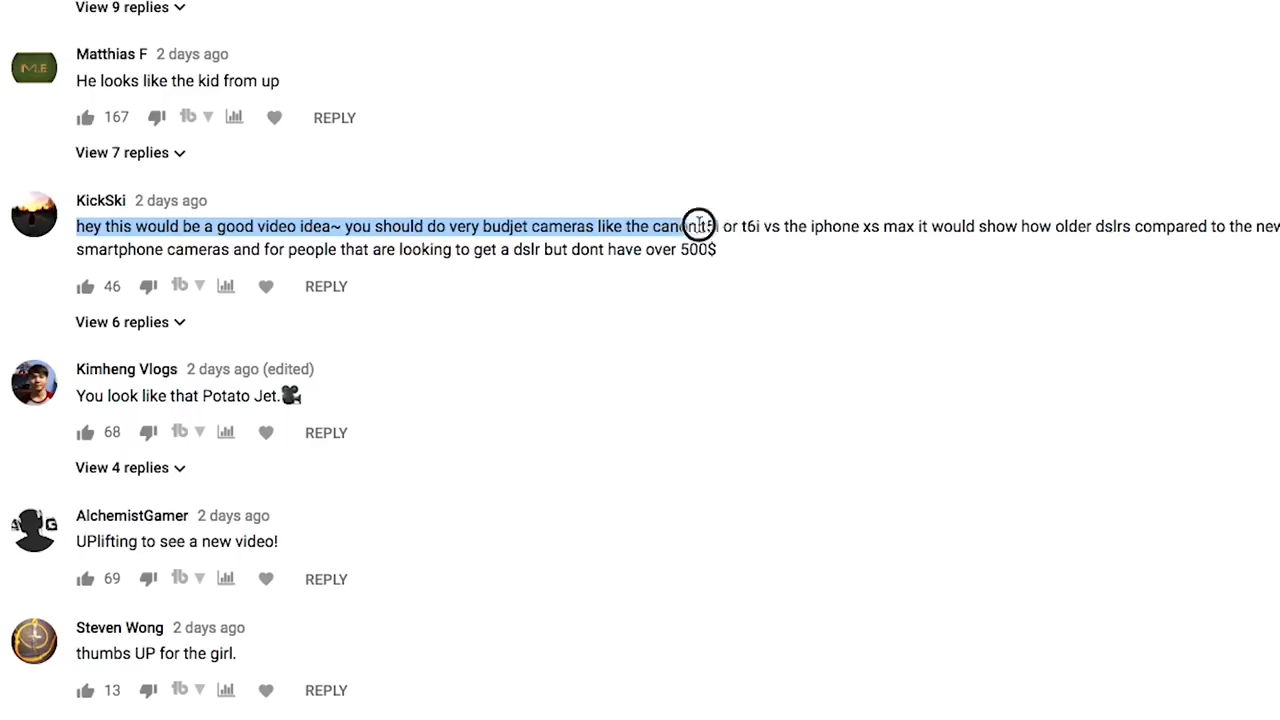 View 9 replies
Matthias F 2 days ago
He looks like the kid from up
167 REPLY
View 7 replies
KickSki 2 days ago
hey this would be a good video idea~ you should do very budjet cameras like the canon t5i or t6i vs the iphone xs max it would show how older dslrs compared to the new
smartphone cameras and for people that are looking to get a dslr but dont have over 500$
46 REPLY
View 6 replies
Kimheng Vlogs 2 days ago (edited)
You look like that Potato Jet.🎥
68 REPLY
View 4 replies
AlchemistGamer 2 days ago
UPlifting to see a new video!
69 REPLY
Steven Wong 2 days ago
thumbs UP for the girl.
13 REPLY